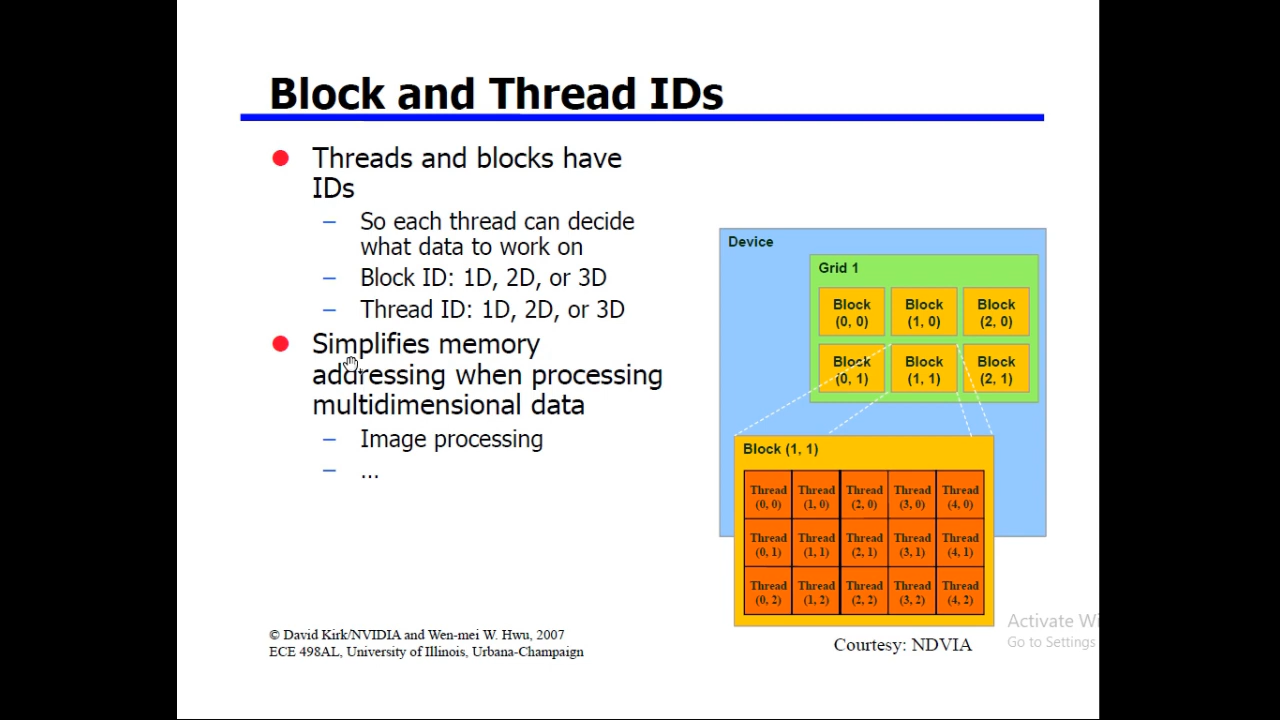 Block and Thread IDs
Threads and blocks have
IDs
– So each thread can decide
what data to work on
– Block ID: 1D, 2D, or 3D
– Thread ID: 1D, 2D, or 3D
Simplifies memory
addressing when processing
multidimensional data
– Image processing
– ...
Device
Grid 1
Block Block Block
(0, 0) (1, 0) (2, 0)
Block Block Block
(0, 1) (1, 1) (2, 1)
Block (1, 1)
Thread Thread Thread Thread Thread
(0, 0) (1, 0) (2, 0) (3, 0) (4, 0)
Thread Thread Thread Thread Thread
(0, 1) (1, 1) (2, 1) (3, 1) (4, 1)
Thread Thread Thread Thread Thread
(0, 2) (1, 2) (2, 2) (3, 2) (4, 2)
© David Kirk/NVIDIA and Wen-mei W. Hwu, 2007
ECE 498AL, University of Illinois, Urbana-Champaign
Courtesy: NDVIA
Activate Wi
Go to Settings